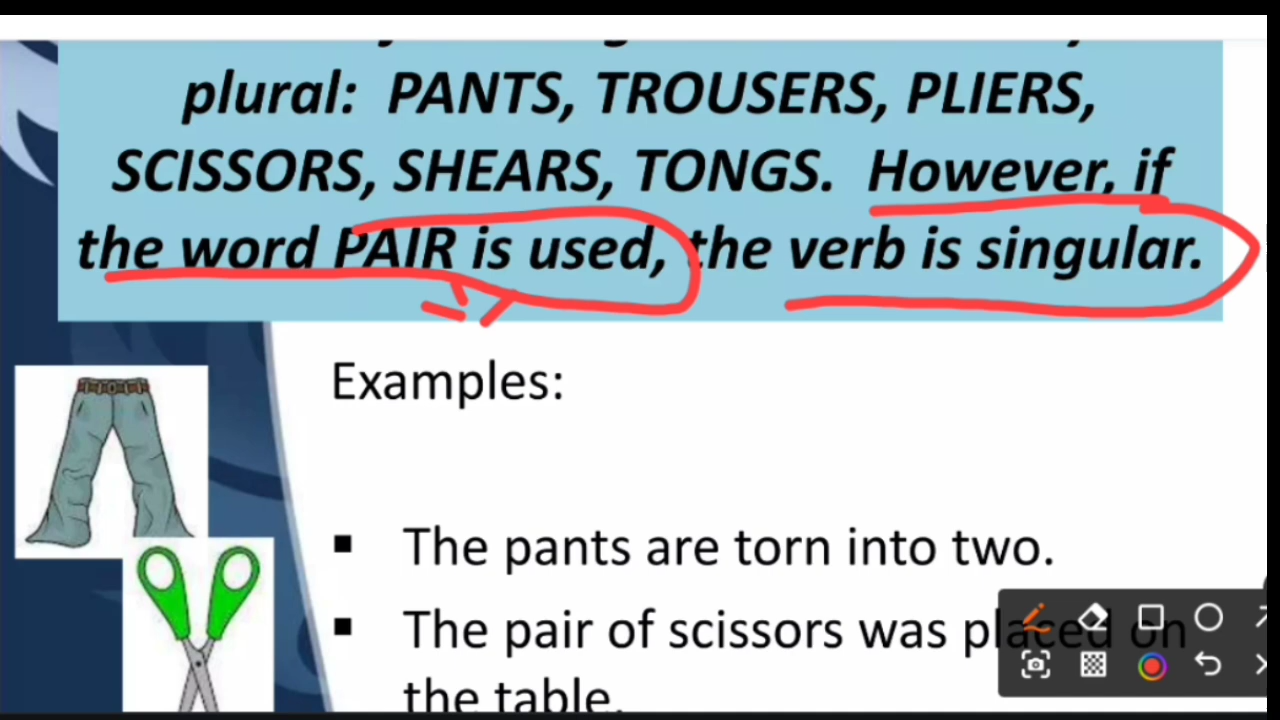 plural: PANTS, TROUSERS, PLIERS,
SCISSORS, SHEARS, TONGS. However, if
the word PAIR is used, the verb is singular.
Examples:
▪ The pants are torn into two.
▪ The pair of scissors was placed on
the table.